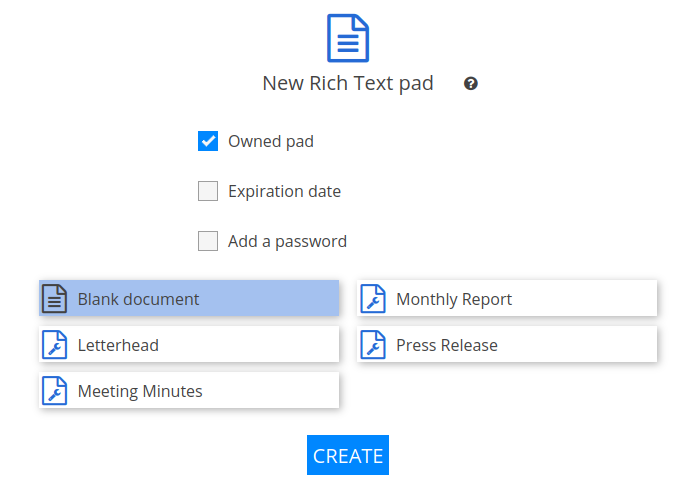 New Rich Text pad
Owned pad
Expiration date
Add a password
Blank document
Monthly Report
Letterhead
Press Release
Meeting Minutes
CREATE